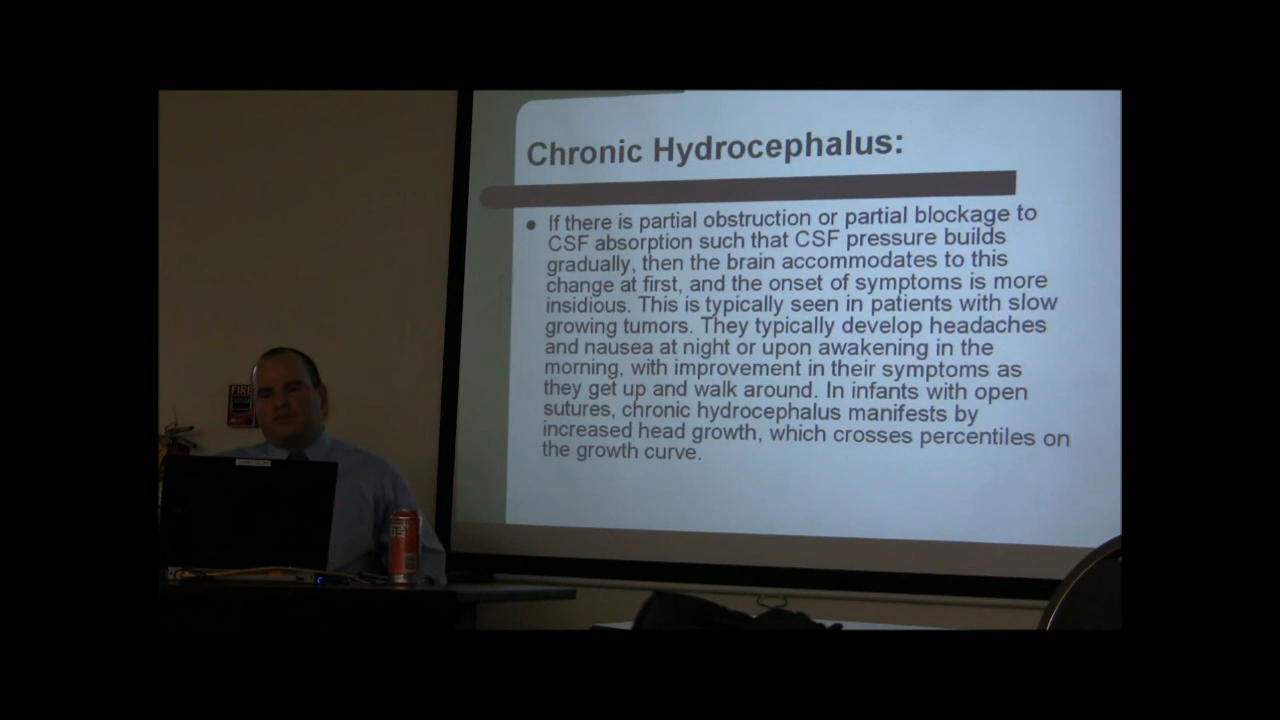 Chronic Hydrocephalus:
• If there is partial obstruction or partial blockage to
CSF absorption such that CSF pressure builds
gradually, then the brain accommodates to this
change at first, and the onset of symptoms is more
insidious. This is typically seen in patients with slow
growing tumors. They typically develop headaches
and nausea at night or upon awakening in the
morning, with improvement in their symptoms as
they get up and walk around. In infants with open
sutures, chronic hydrocephalus manifests by
increased head growth, which crosses percentiles on
the growth curve.
FIRE